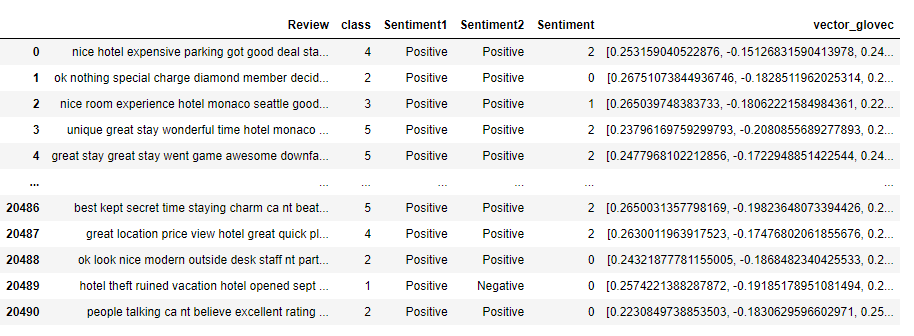 Review class Sentiment1 Sentiment2 Sentiment vector_glovec
0 nice hotel expensive parking got good deal sta... 4 Positive Positive 2 [0.253159040522876, -0.15126831590413978, 0.24...
1 ok nothing special charge diamond member decid... 2 Positive Positive 0 [0.26751073844936746, -0.1828511962025314, 0.2...
2 nice room experience hotel monaco seattle good... 3 Positive Positive 1 [0.265039748383733, -0.18062221584984361, 0.22...
3 unique great stay wonderful time hotel monaco ... 5 Positive Positive 2 [0.23796169759299793, -0.2080855689277893, 0.2...
4 great stay great stay went game awesome downfa... 5 Positive Positive 2 [0.2477968102212856, -0.1722948851422544, 0.24...
... ... ... ... ... ... ...
20486 best kept secret time staying charm ca nt beat... 5 Positive Positive 2 [0.2650031357798169, -0.19823648073394426, 0.2...
20487 great location price view hotel great quick pl... 4 Positive Positive 2 [0.2630011963917523, -0.17476802061855676, 0.2...
20488 ok look nice modern outside desk staff nt part... 2 Positive Positive 0 [0.24321877781155005, -0.1868482340425533, 0.2...
20489 hotel theft ruined vacation hotel opened sept ... 1 Positive Negative 0 [0.2574221388287872, -0.19185178951081494, 0.2...
20490 people talking ca nt believe excellent rating ... 2 Positive Positive 0 [0.2230849738853503, -0.1830629596602971, 0.25...